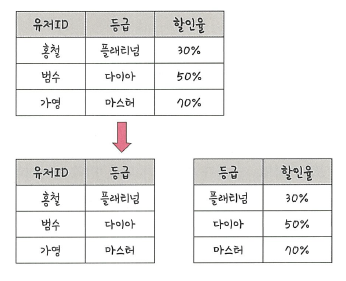 유저ID 등급 할인율
홍철 플래티넘 30%
범수 다이아 50%
가영 마스터 70%
유저ID 등급
홍철 플래티넘
범수 다이아
가영 마스터
등급 할인율
플래티넘 30%
다이아 50%
마스터 70%